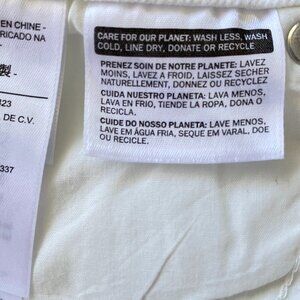 EN CHINE -
FABRICADO NA
製
423
DE C.V.
337
CARE FOR OUR PLANET: WASH LESS, WASH
COLD, LINE DRY, DONATE OR RECYCLE
PRENEZ SOIN DE NOTRE PLANETE: LAVEZ
MOINS, LAVEZ A FROID, LAISSEZ SECHER
NATURELLEMENT, DONNEZ OU RECYCLEZ
CUIDA NUESTRO PLANETA: LAVA MENOS,
LAVA EN FRIO, TIENDE LA ROPA, DONA O
RECICLA.
CUIDE DO NOSSO PLANETA: LAVE MENOS,
LAVE EM ÁGUA FRIA, SEQUE EM VARAL, DOE
OU RECICLE.